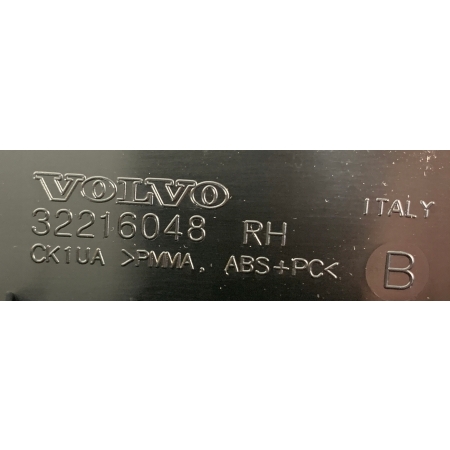 VOLVO
ITALY
32216048 RH
CK1UA >PMMA, ABS+PC<
B